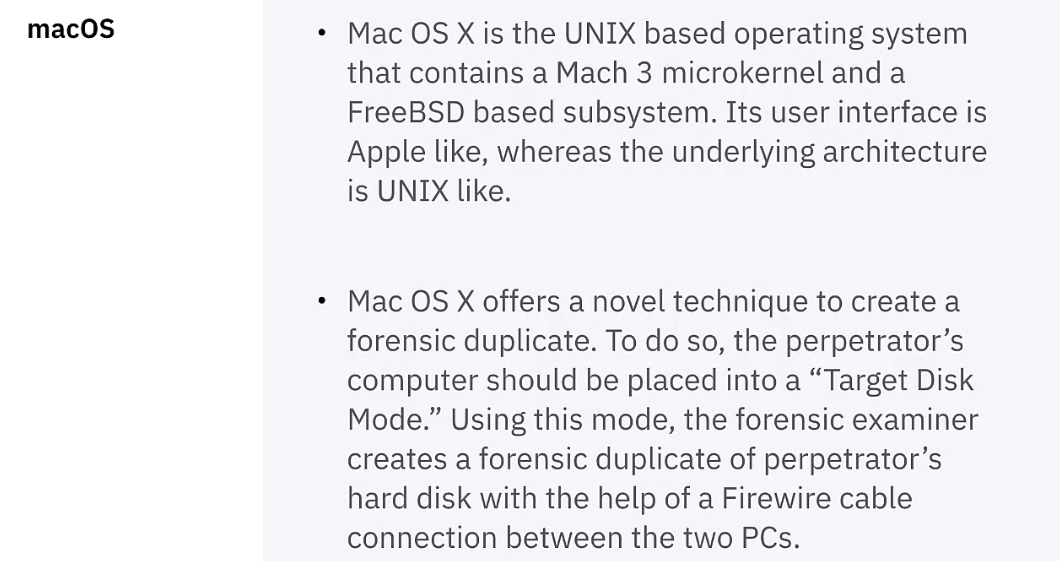 macOS
• Mac OS X is the UNIX based operating system
that contains a Mach 3 microkernel and a
FreeBSD based subsystem. Its user interface is
Apple like, whereas the underlying architecture
is UNIX like.
• Mac OS X offers a novel technique to create a
forensic duplicate. To do so, the perpetrator’s
computer should be placed into a “Target Disk
Mode.” Using this mode, the forensic examiner
creates a forensic duplicate of perpetrator’s
hard disk with the help of a Firewire cable
connection between the two PCs.